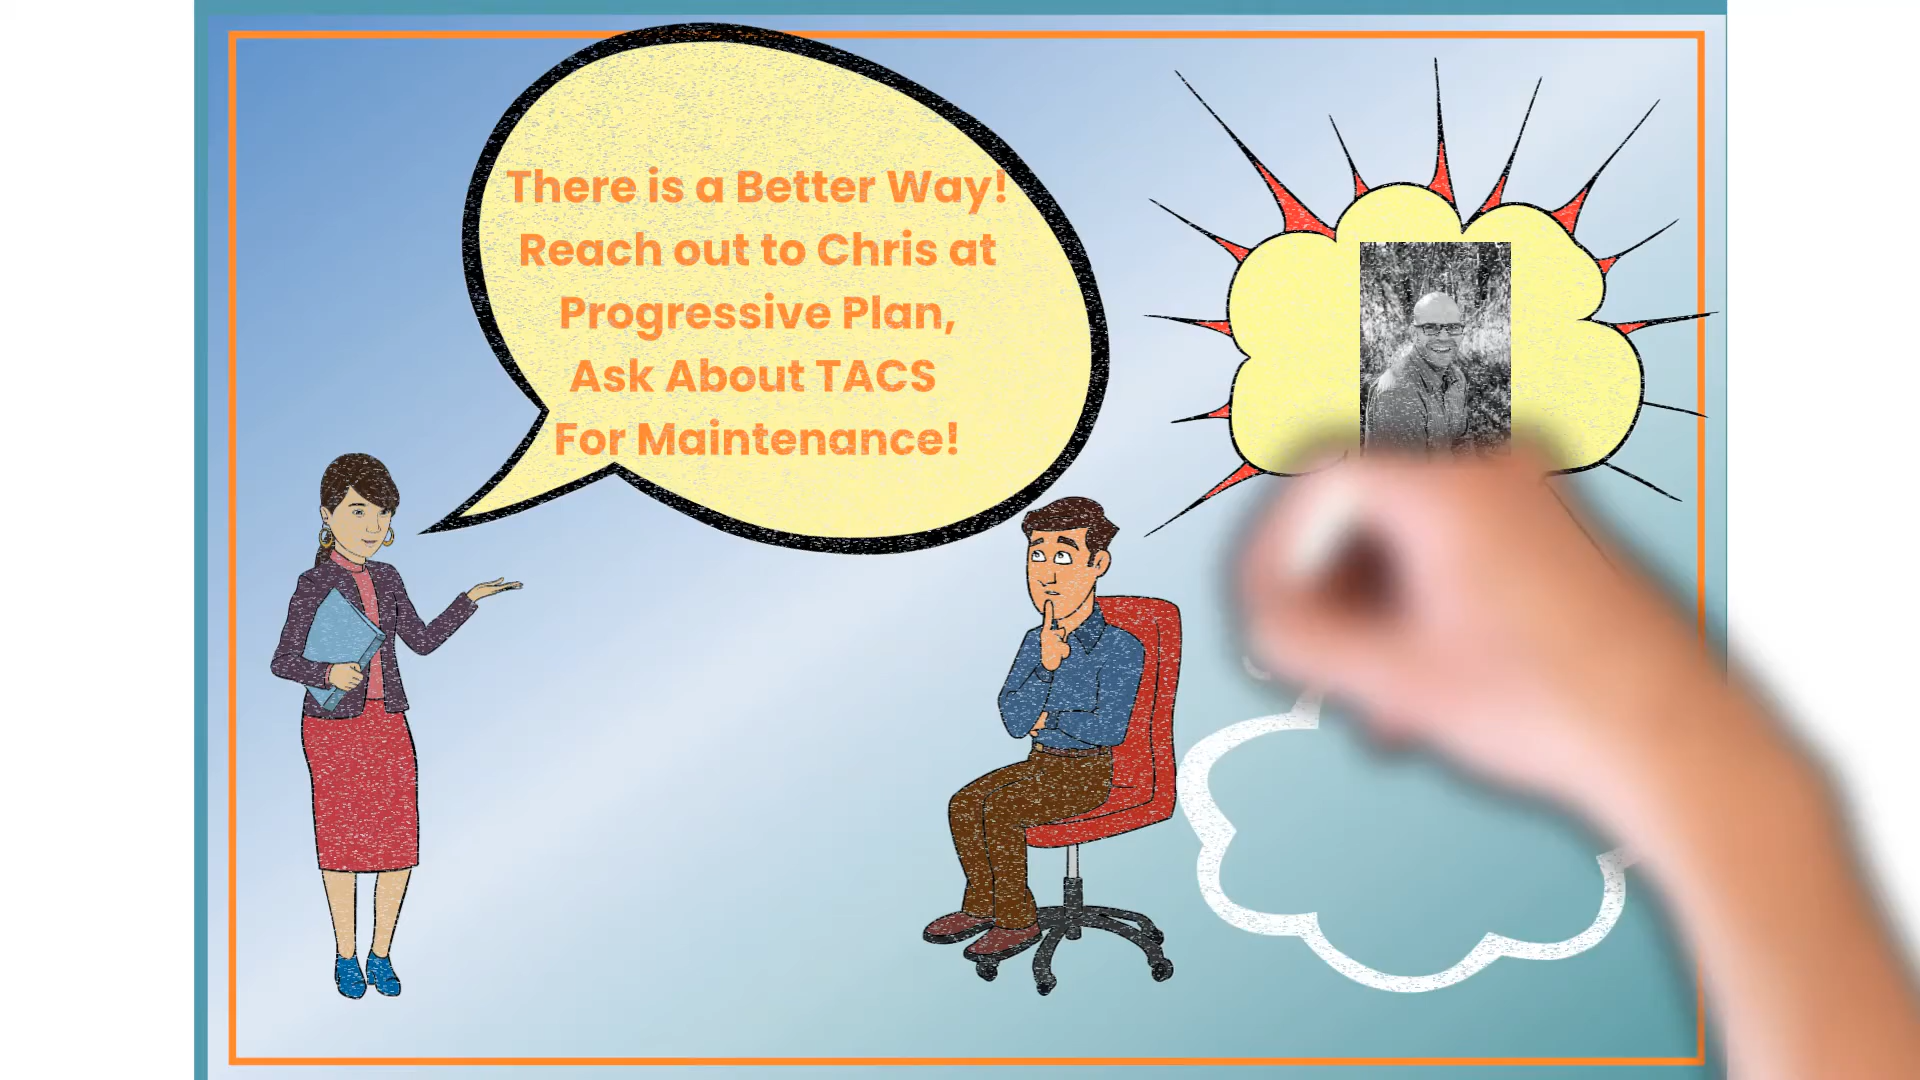 There is a Better Way!
Reach out to Chris at
Progressive Plan,
Ask About TACS
For Maintenance!